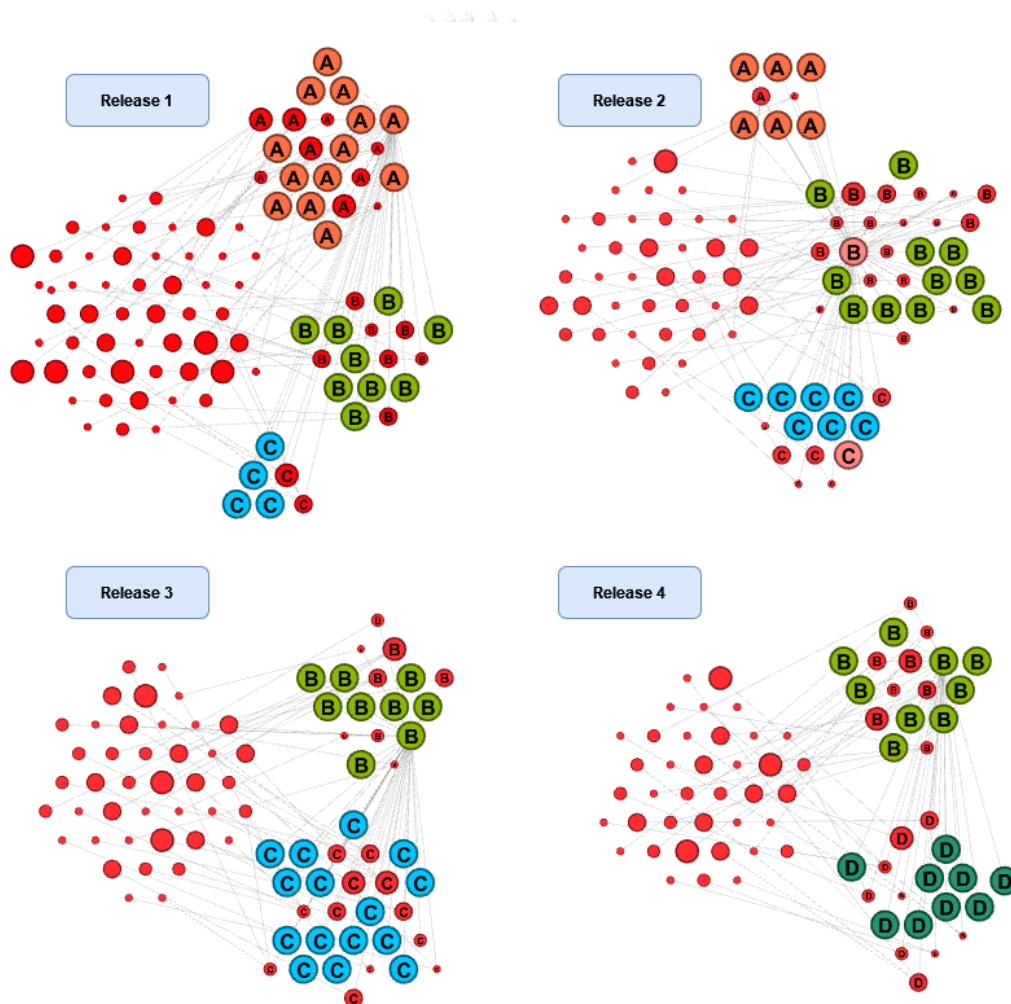 Release 1
A
A A
A A A A A
A A A A
A A A A A
A A A
A
B B
B B B B B
B B B B
B B B
B B
C
C C
C C C
Release 2
A A A
A
A A A
B
B B B B B
B B B
B B B B B
B B B B B
B B B B
B
C C C C C
C C C
C C C
Release 3
B
B
B B B B B
B B B B
B B
B
C
C C C C C
C C C C C
C C C C
C C C C C
C C C C
C
Release 4
B
B B
B B B B B
B B B B
B B B
B B
D
D D
D D D D
D D D
D D
D
D